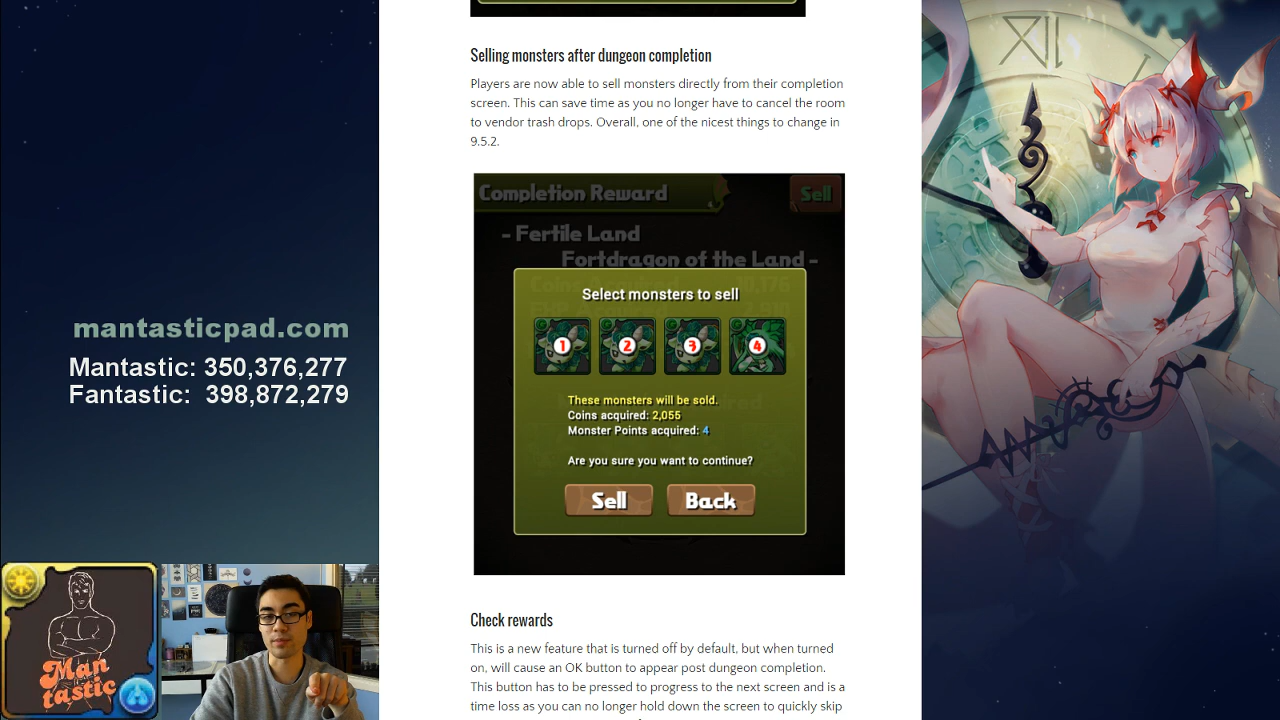 Selling monsters after dungeon completion
Players are now able to sell monsters directly from their completion
screen. This can save time as you no longer have to cancel the room
to vendor trash drops. Overall, one of the nicest things to change in
9.5.2.
Completion Reward
Sell
- Fertile Land
Fortdragon of the Land -
Select monsters to sell
1 2 3 4
These monsters will be sold.
Coins acquired: 2,055
Monster Points acquired: 4
Are you sure you want to continue?
Sell Back
Check rewards
This is a new feature that is turned off by default, but when turned
on, will cause an OK button to appear post dungeon completion.
This button has to be pressed to progress to the next screen and is a
time loss as you can no longer hold down the screen to quickly skip
mantasticpad.com
Mantastic: 350,376,277
Fantastic: 398,872,279
Man
tastic
XII